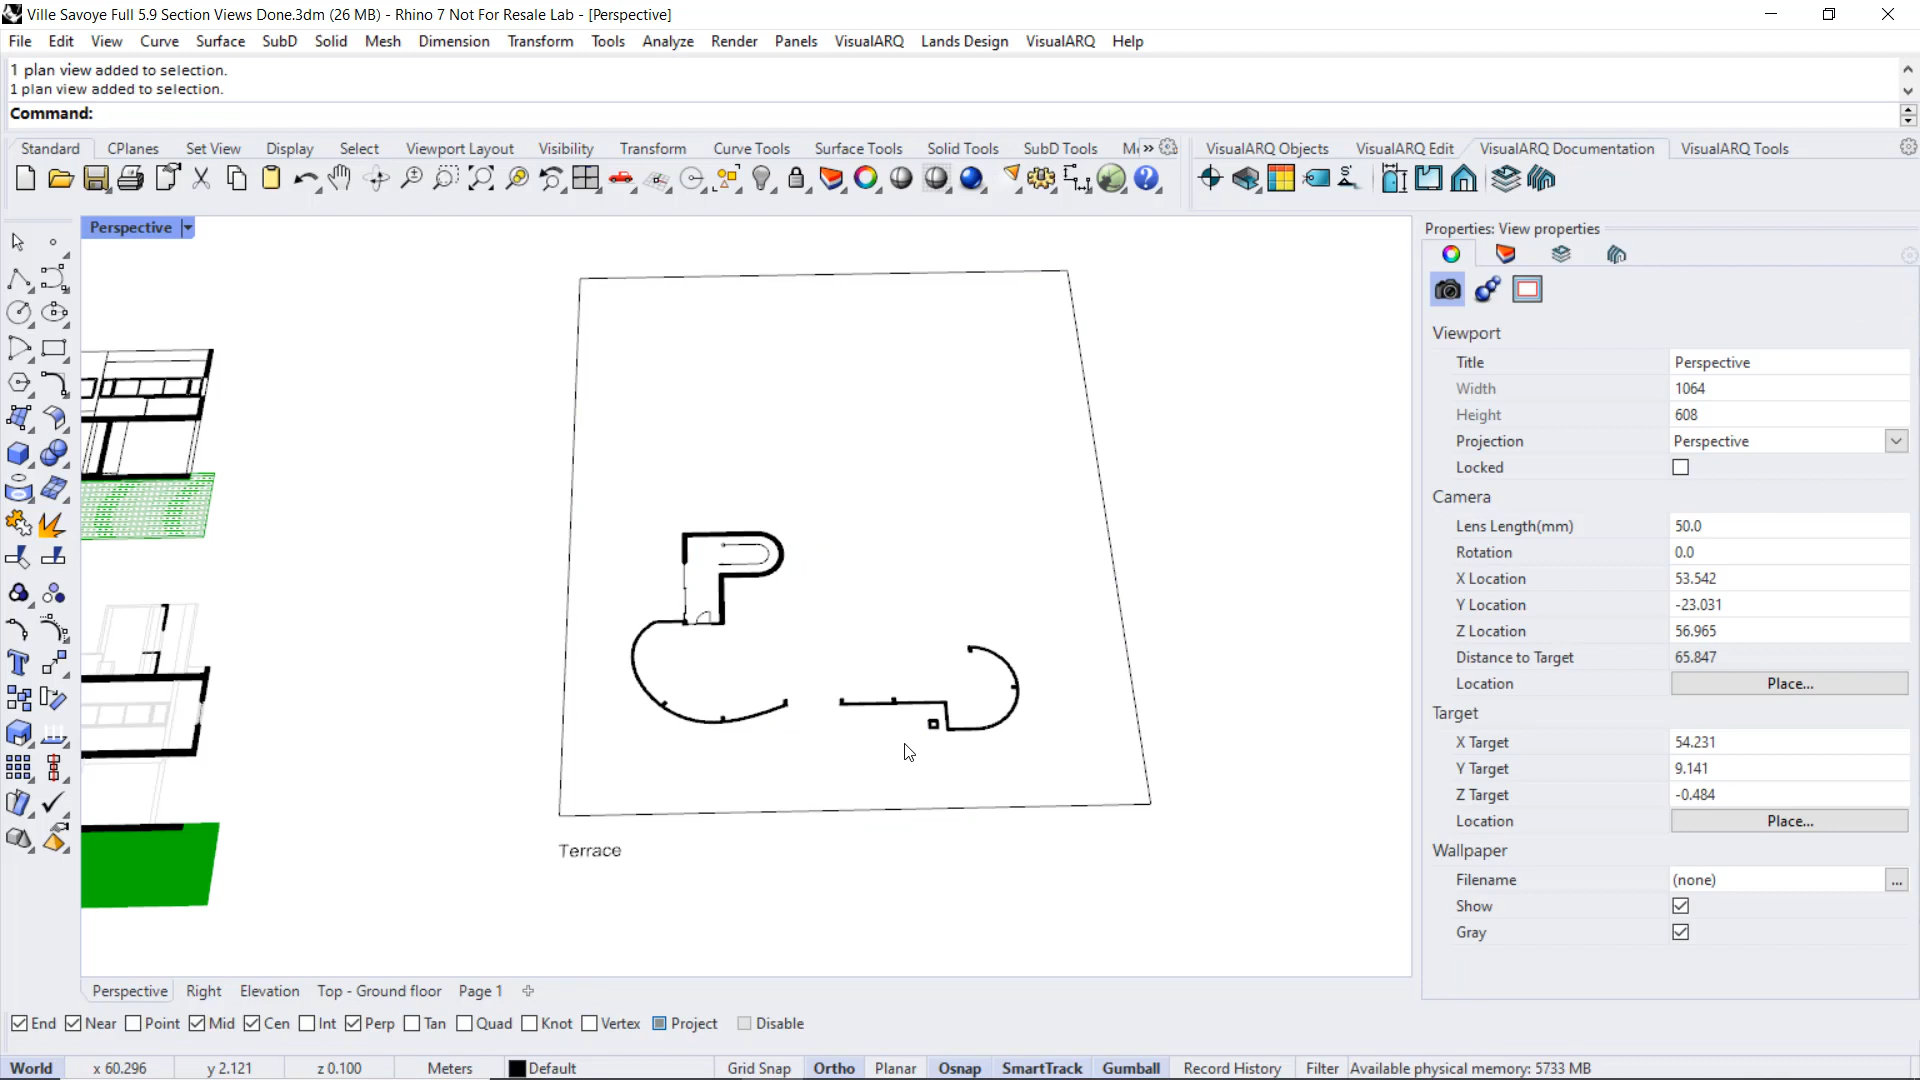 Ville Savoye Full 5.9 Section Views Done.3dm (26 MB) - Rhino 7 Not For Resale Lab - [Perspective]
File Edit View Curve Surface SubD Solid Mesh Dimension Transform Tools Analyze Render Panels VisualARQ Lands Design VisualARQ Help
1 plan view added to selection.
1 plan view added to selection.
Command:
Standard CPlanes Set View Display Select Viewport Layout Visibility Transform Curve Tools Surface Tools Solid Tools SubD Tools M » VisualARQ Objects VisualARQ Edit VisualARQ Documentation VisualARQ Tools
Perspective
Properties: View properties
Viewport
Title Perspective
Width 1064
Height 608
Projection Perspective
Locked
Camera
Lens Length(mm) 50.0
Rotation 0.0
X Location 53.542
Y Location -23.031
Z Location 56.965
Distance to Target 65.847
Location Place...
Target
X Target 54.231
Y Target 9.141
Z Target -0.484
Location Place...
Wallpaper
Filename (none) ...
Show
Gray
Terrace
Perspective Right Elevation Top - Ground floor Page 1
End Near Point Mid Cen Int Perp Tan Quad Knot Vertex Project Disable
World x 60.296 y 2.121 z 0.100 Meters Default Grid Snap Ortho Planar Osnap SmartTrack Gumball Record History Filter Available physical memory: 5733 MB